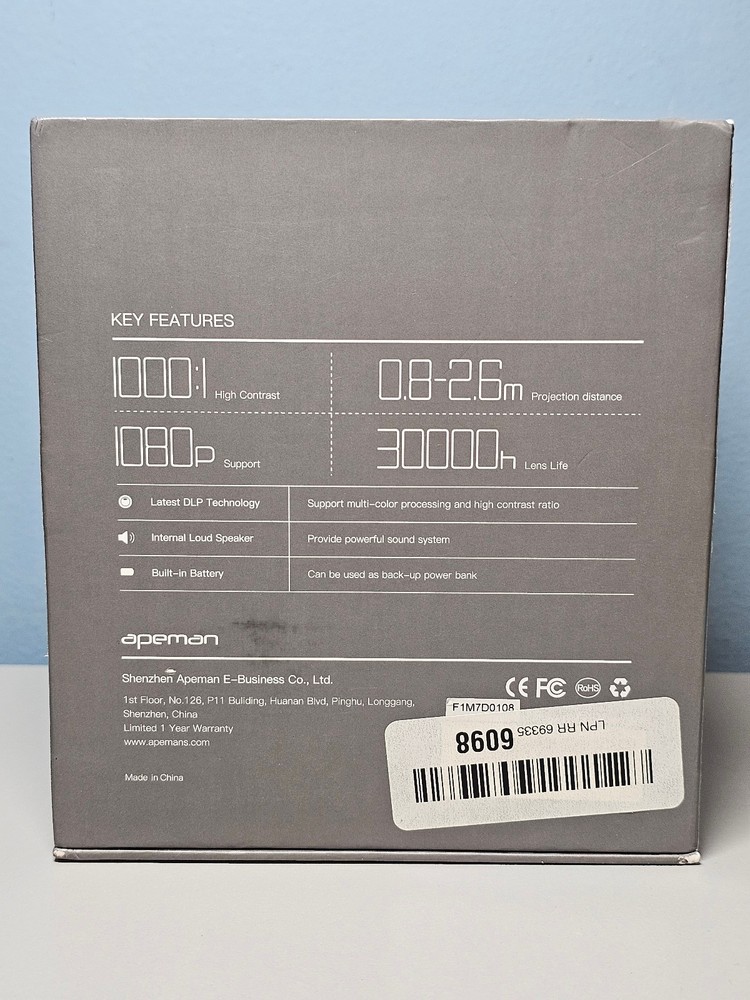 KEY FEATURES
1000:1 High Contrast
0.8-2.6m Projection distance
1080p Support
30000h Lens Life
Latest DLP Technology
Support multi-color processing and high contrast ratio
Internal Loud Speaker
Provide powerful sound system
Built-in Battery
Can be used as back-up power bank
apeman
Shenzhen Apeman E-Business Co., Ltd.
1st Floor, No.126, P11 Buliding, Huanan Blvd, Pinghu, Longgang,
Shenzhen, China
Limited 1 Year Warranty
www.apemans.com
Made in China
CE FC RoHS
F1M7D0108
LPN RR 69335 6098